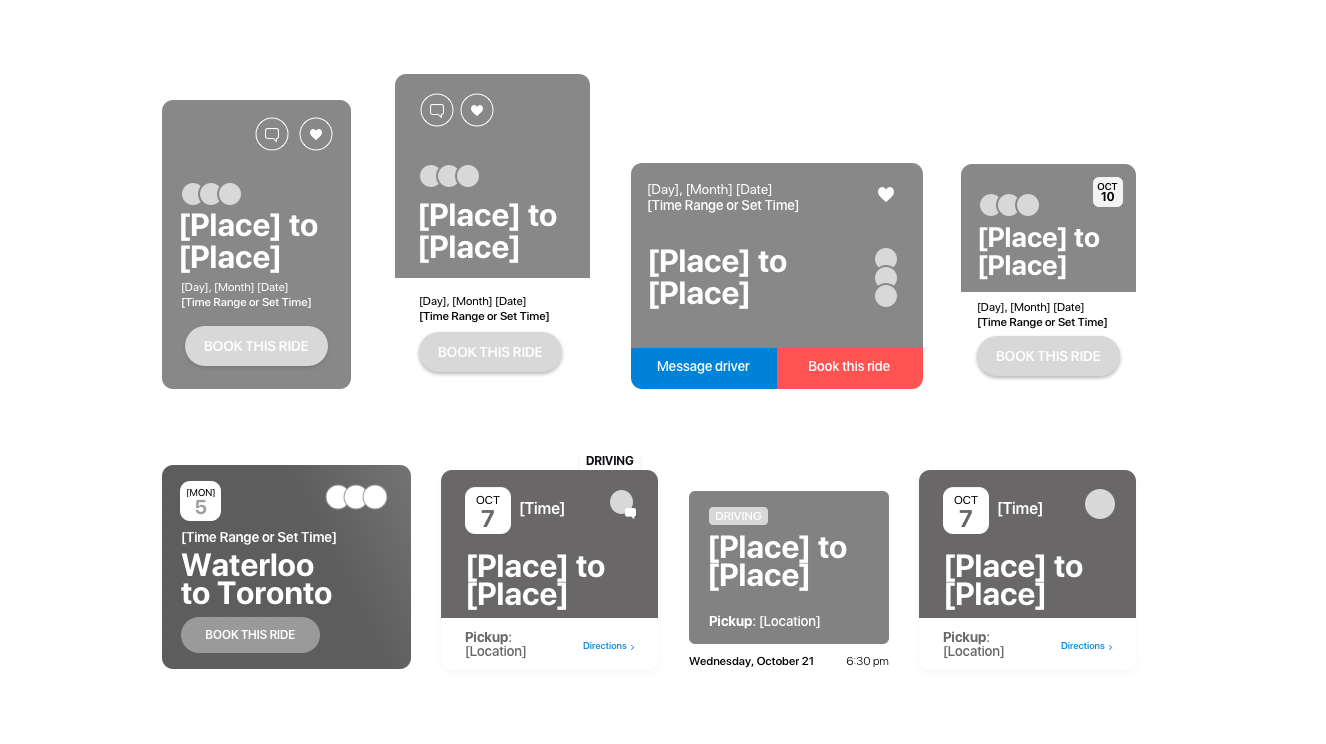 [Place] to
[Place]
[Day], [Month] [Date]
[Time Range or Set Time]
BOOK THIS RIDE
[Place] to
[Place]
[Day], [Month] [Date]
[Time Range or Set Time]
BOOK THIS RIDE
[Day], [Month] [Date]
[Time Range or Set Time]
[Place] to
[Place]
Message driver
Book this ride
OCT
10
[Place] to
[Place]
[Day], [Month] [Date]
[Time Range or Set Time]
BOOK THIS RIDE
[MON]
5
[Time Range or Set Time]
Waterloo
to Toronto
BOOK THIS RIDE
DRIVING
OCT
7
[Time]
[Place] to
[Place]
Pickup:
[Location]
Directions
DRIVING
[Place] to
[Place]
Pickup: [Location]
Wednesday, October 21
6:30 pm
OCT
7
[Time]
[Place] to
[Place]
Pickup:
[Location]
Directions